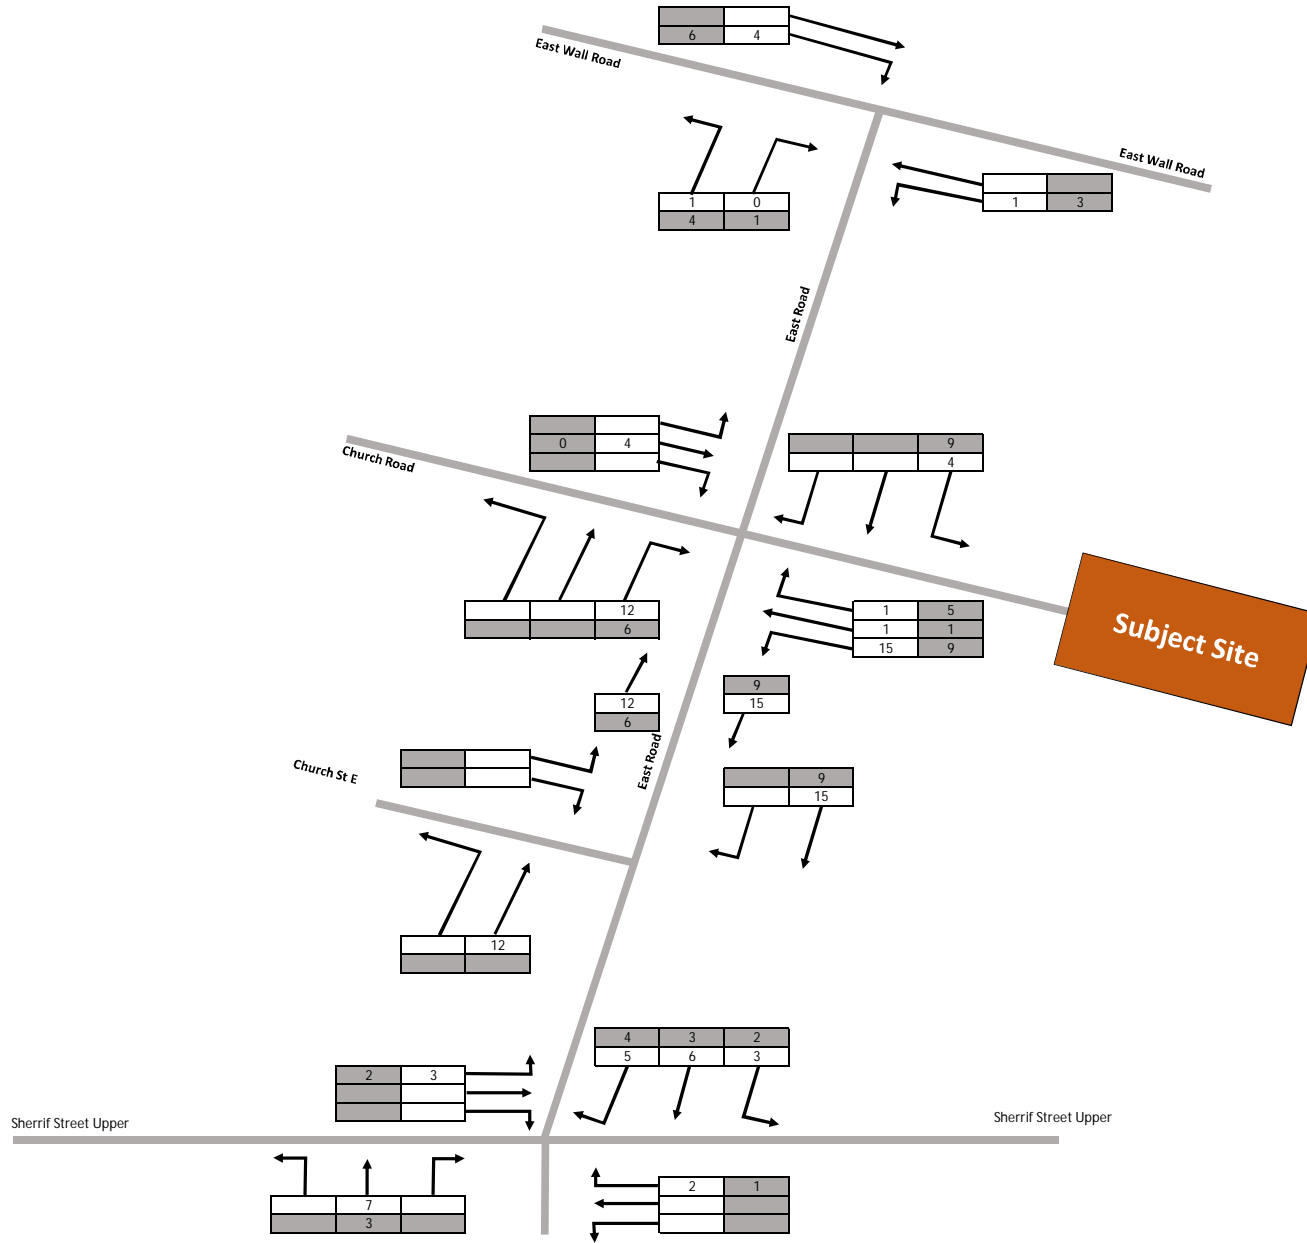 6 4
East Wall Road
East Wall Road
1 0
4 1
1 3
East Road
0 4
Church Road
9
4
12
6
1 5
1 1
15 9
Subject Site
9
15
12
6
East Road
Church St E
9
15
12
4 3 2
5 6 3
2 3
Sherrif Street Upper
Sherrif Street Upper
7
3
2 1